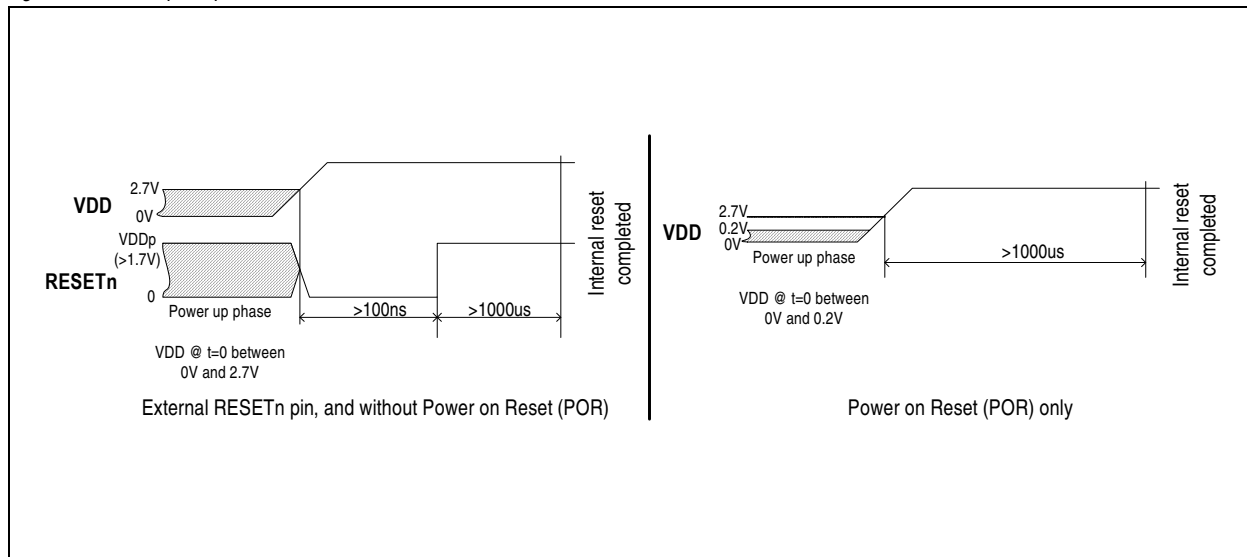 2.7V
VDD
0V
VDDp
(>1.7V)
RESETn
0
Power up phase
>100ns
>1000us
VDD @ t=0 between
0V and 2.7V
Internal reset
completed
External RESETn pin, and without Power on Reset (POR)
2.7V
0.2V
VDD
0V
Power up phase
>1000us
VDD @ t=0 between
0V and 0.2V
Internal reset
completed
Power on Reset (POR) only